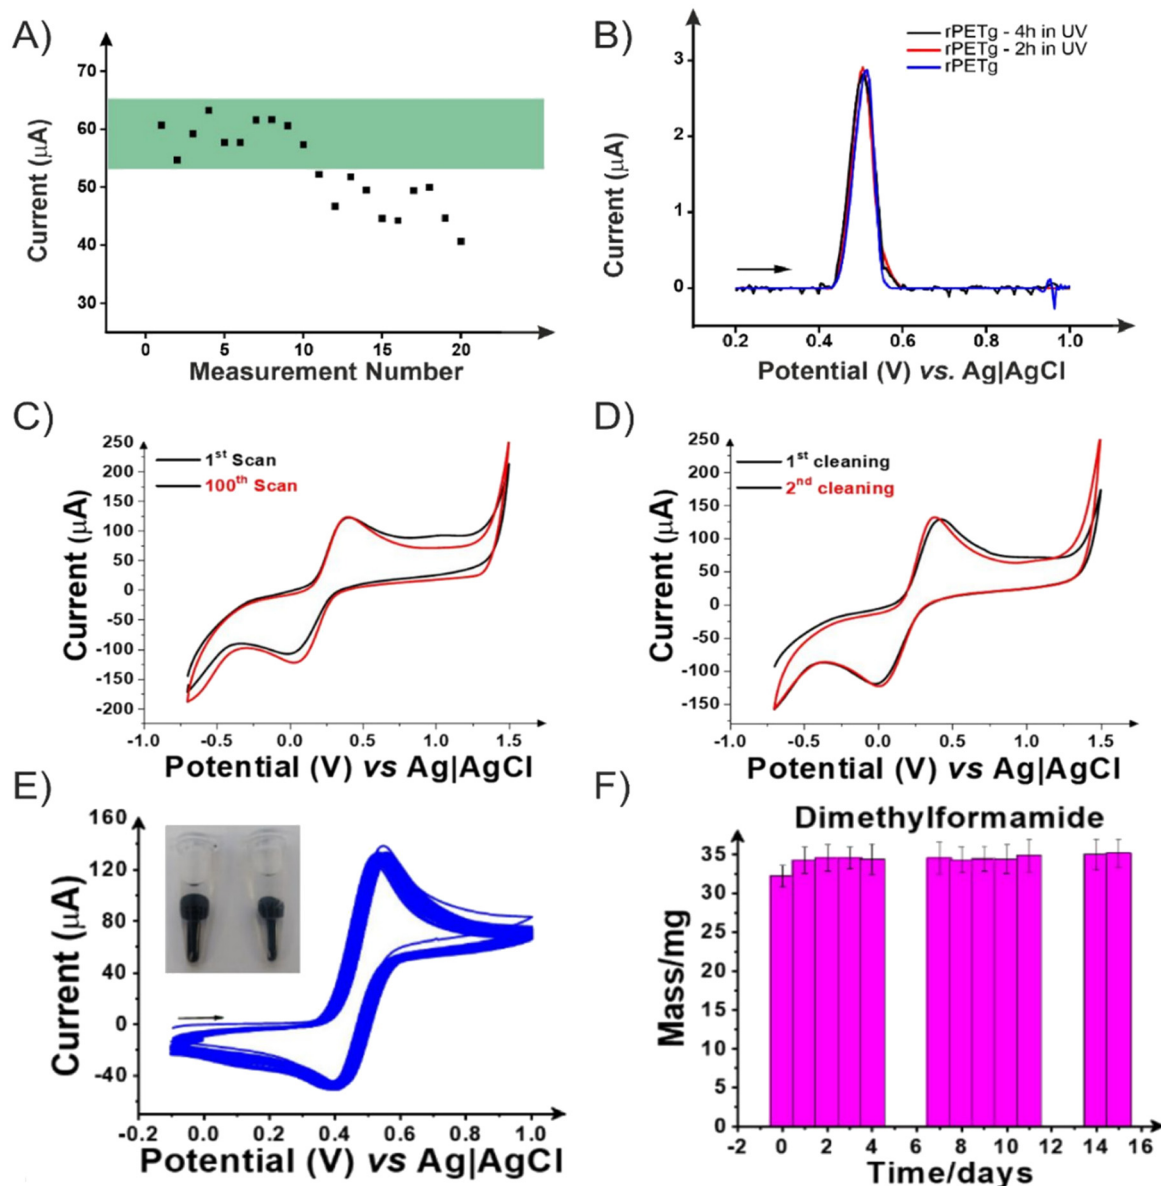 A)
Current (μA)
70
60
50
40
30
0 5 10 15 20
Measurement Number
B)
rPETg - 4h in UV
rPETg - 2h in UV
rPETg
Current (μA)
3
2
1
0
0.2 0.4 0.6 0.8 1.0
Potential (V) vs. Ag|AgCl
C)
1st Scan
100th Scan
Current (μA)
250
200
150
100
50
0
-50
-100
-150
-200
-1.0 -0.5 0.0 0.5 1.0 1.5
Potential (V) vs Ag|AgCl
D)
1st cleaning
2nd cleaning
Current (μA)
250
200
150
100
50
0
-50
-100
-150
-1.0 -0.5 0.0 0.5 1.0 1.5
Potential (V) vs Ag|AgCl
E)
Current (μA)
160
120
80
40
0
-40
-0.2 0.0 0.2 0.4 0.6 0.8 1.0
Potential (V) vs Ag|AgCl
F)
Dimethylformamide
Mass/mg
35
30
25
20
15
10
5
0
-2 0 2 4 6 8 10 12 14 16
Time/days